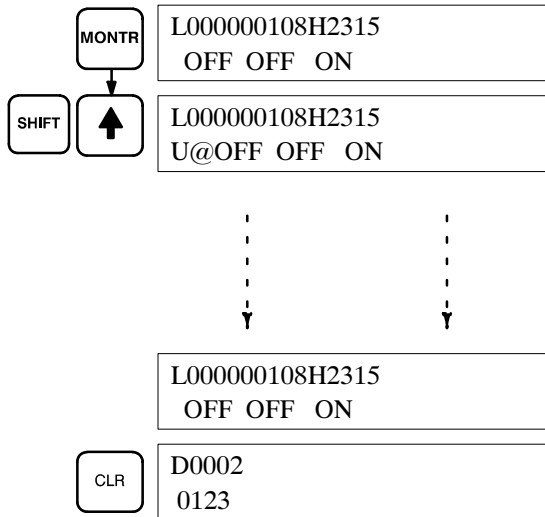 MONTR
L000000108H2315
OFF OFF ON
SHIFT
L000000108H2315
U@OFF OFF ON
L000000108H2315
OFF OFF ON
CLR
D0002
0123